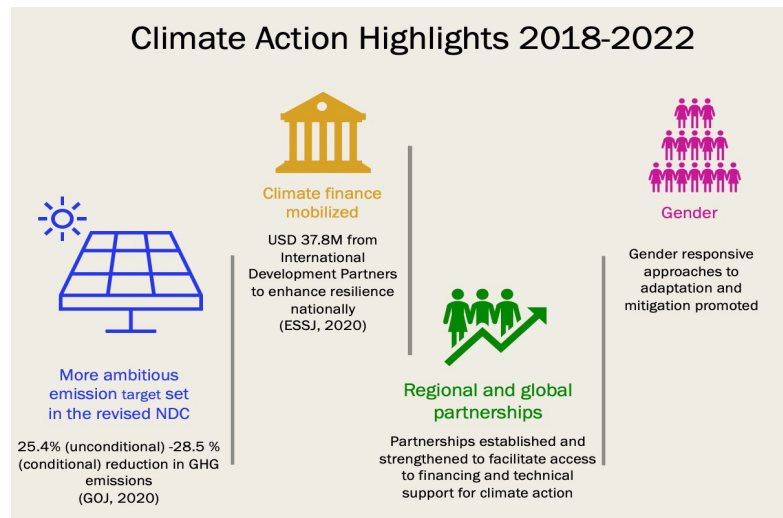 Climate Action Highlights 2018-2022
More ambitious
emission target set
in the revised NDC
25.4% (unconditional) -28.5 %
(conditional) reduction in GHG
emissions
(GOJ, 2020)
Climate finance
mobilized
USD 37.8M from
International
Development Partners
to enhance resilience
nationally
(ESSJ, 2020)
Regional and global
partnerships
Partnerships established and
strengthened to facilitate access
to financing and technical
support for climate action
Gender
Gender responsive
approaches to
adaptation and
mitigation promoted